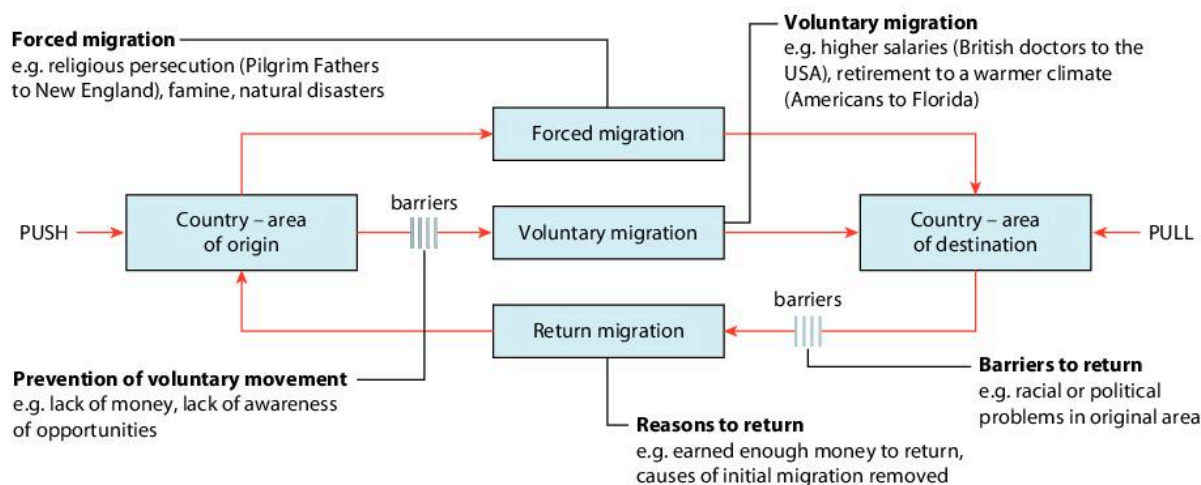 Forced migration
e.g. religious persecution (Pilgrim Fathers
to New England), famine, natural disasters
Voluntary migration
e.g. higher salaries (British doctors to the
USA), retirement to a warmer climate
(Americans to Florida)
Forced migration
PUSH
Country – area
of origin
barriers
Voluntary migration
Country – area
of destination
PULL
Return migration
barriers
Prevention of voluntary movement
e.g. lack of money, lack of awareness
of opportunities
Reasons to return
e.g. earned enough money to return,
causes of initial migration removed
Barriers to return
e.g. racial or political
problems in original area